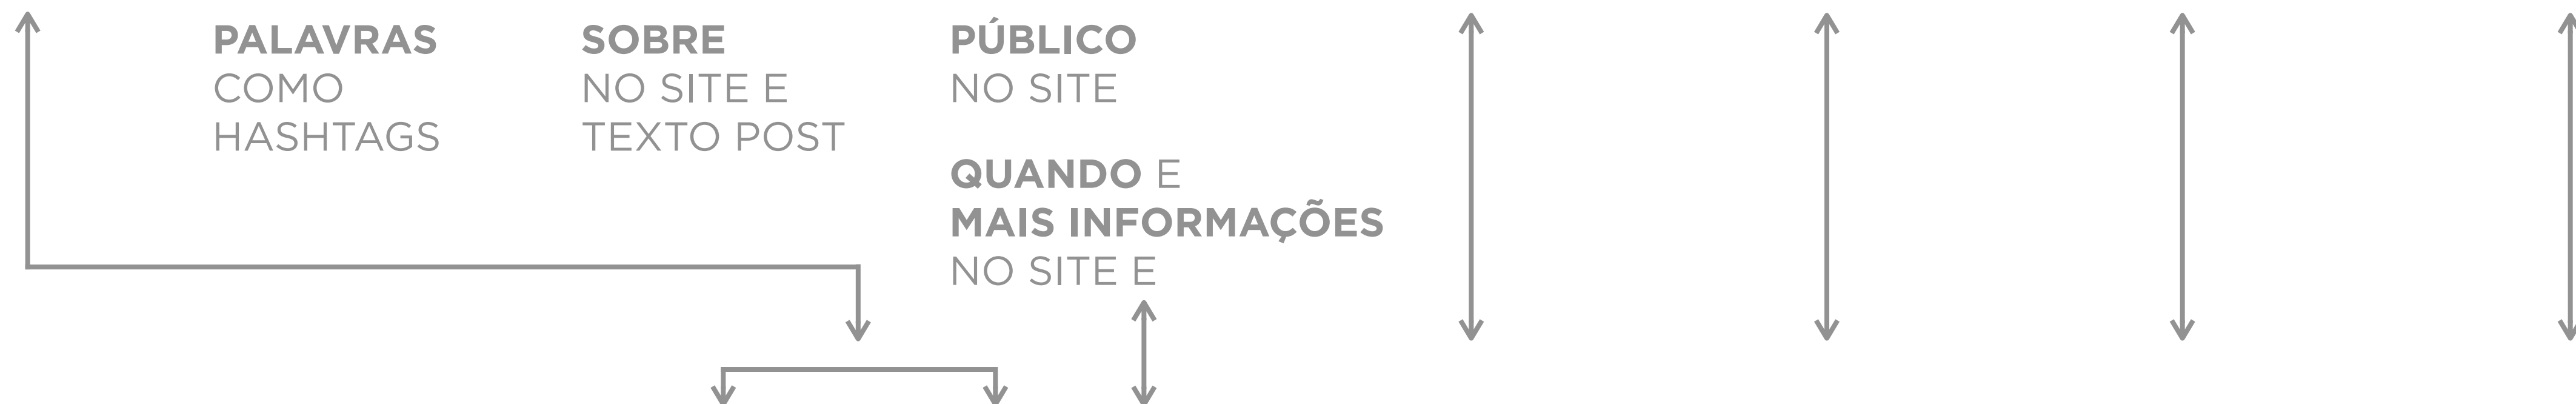 PALAVRAS
COMO
HASHTAGS
SOBRE
NO SITE E
TEXTO POST
PÚBLICO
NO SITE
QUANDO E
MAIS INFORMAÇÕES
NO SITE E